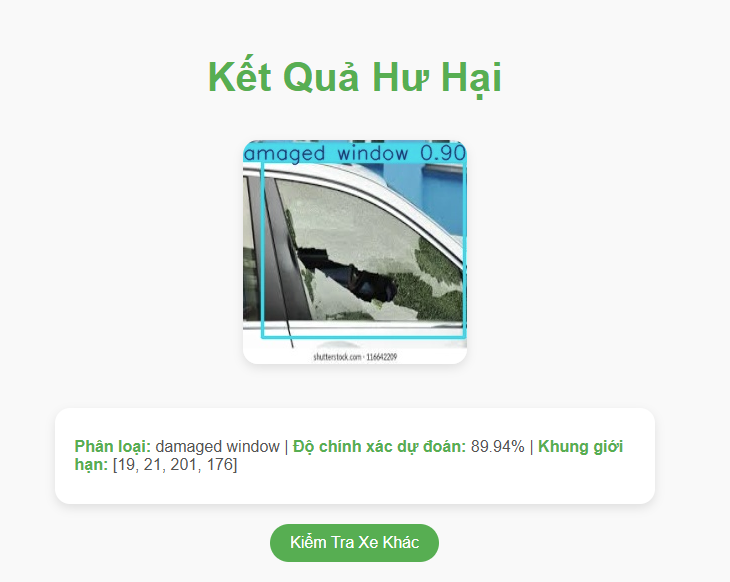 Kết Quả Hư Hại
amaged window 0.90
shutterstock.com · 116642209
Phân loại: damaged window | Độ chính xác dự đoán: 89.94% | Khung giới
hạn: [19, 21, 201, 176]
Kiểm Tra Xe Khác